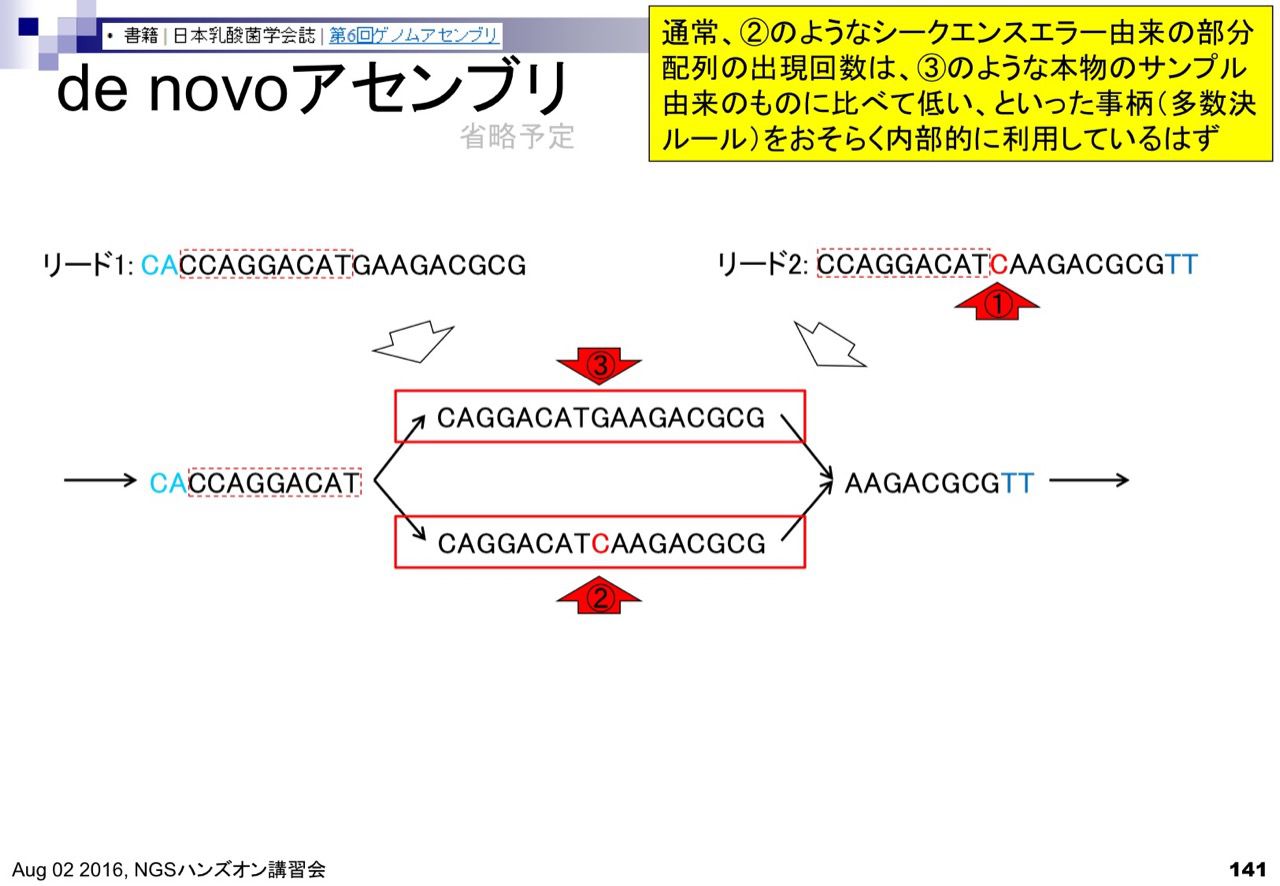 • 書籍 | 日本乳酸菌学会誌 | 第6回ゲノムアセンブリ
de novoアセンブリ
省略予定
通常、②のようなシークエンスエラー由来の部分
配列の出現回数は、③のような本物のサンプル
由来のものに比べて低い、といった事柄(多数決
ルール)をおそらく内部的に利用しているはず
リード1: CACCAGGACATGAAGACGCG
リード2: CCAGGACATCAAGACGCGTT
①
③
CAGGACATGAAGACGCG
CACCAGGACAT
AAGACGCGTT
CAGGACATCAAGACGCG
②
Aug 02 2016, NGSハンズオン講習会
141